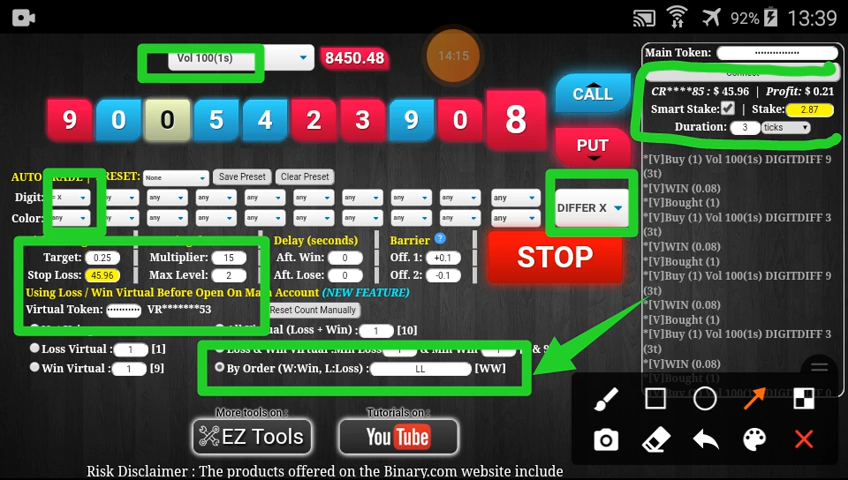 92% 13:39
Vol 100(1s) 8450.48 14:15
Main Token: ••••••••••••••
CR****85 : $ 45.96 | Profit: $ 0.21
Smart Stake: | Stake: 2.87
Duration: 3 ticks
9 0 0 5 4 2 3 9 0 8
CALL
PUT
PRESET: None Save Preset Clear Preset
Digit: = X any any any any any any any any any
Color: any any any any any any any any any any
DIFFER X
Delay (seconds) Barrier ?
Target: 0.25 Multiplier: 15 Aft. Win: 0 Off. 1: +0.1
Stop Loss: 45.96 Max Level: 2 Aft. Lose: 0 Off. 2: -0.1
STOP
Using Loss / Win Virtual Before Open On Main Account (NEW FEATURE)
Virtual Token: •••••••••• VR*******53 Reset Count Manually
(Loss + Win) : 1 [10]
Loss Virtual : 1 [1] Loss & Win Virtual :Min Loss 1 & Min Win 1
Win Virtual : 1 [9] By Order (W:Win, L:Loss) : LL [WW]
*[V]Buy (1) Vol 100(1s) DIGITDIFF 9
(3t)
*[V]WIN (0.08)
*[V]Bought (1)
*[V]Buy (1) Vol 100(1s) DIGITDIFF 3
(3t)
*[V]WIN (0.08)
*[V]Bought (1)
*[V]Buy (1) Vol 100(1s) DIGITDIFF 9
(3t)
*[V]WIN (0.08)
*[V]Bought (1)
*[V]Buy (1) Vol 100(1s) DIGITDIFF 3
(3t)
*[V]WIN (0.08)
*[V]Bought (1)
More tools on :
EZ Tools
Tutorials on :
YouTube
Risk Disclaimer : The products offered on the Binary.com website include